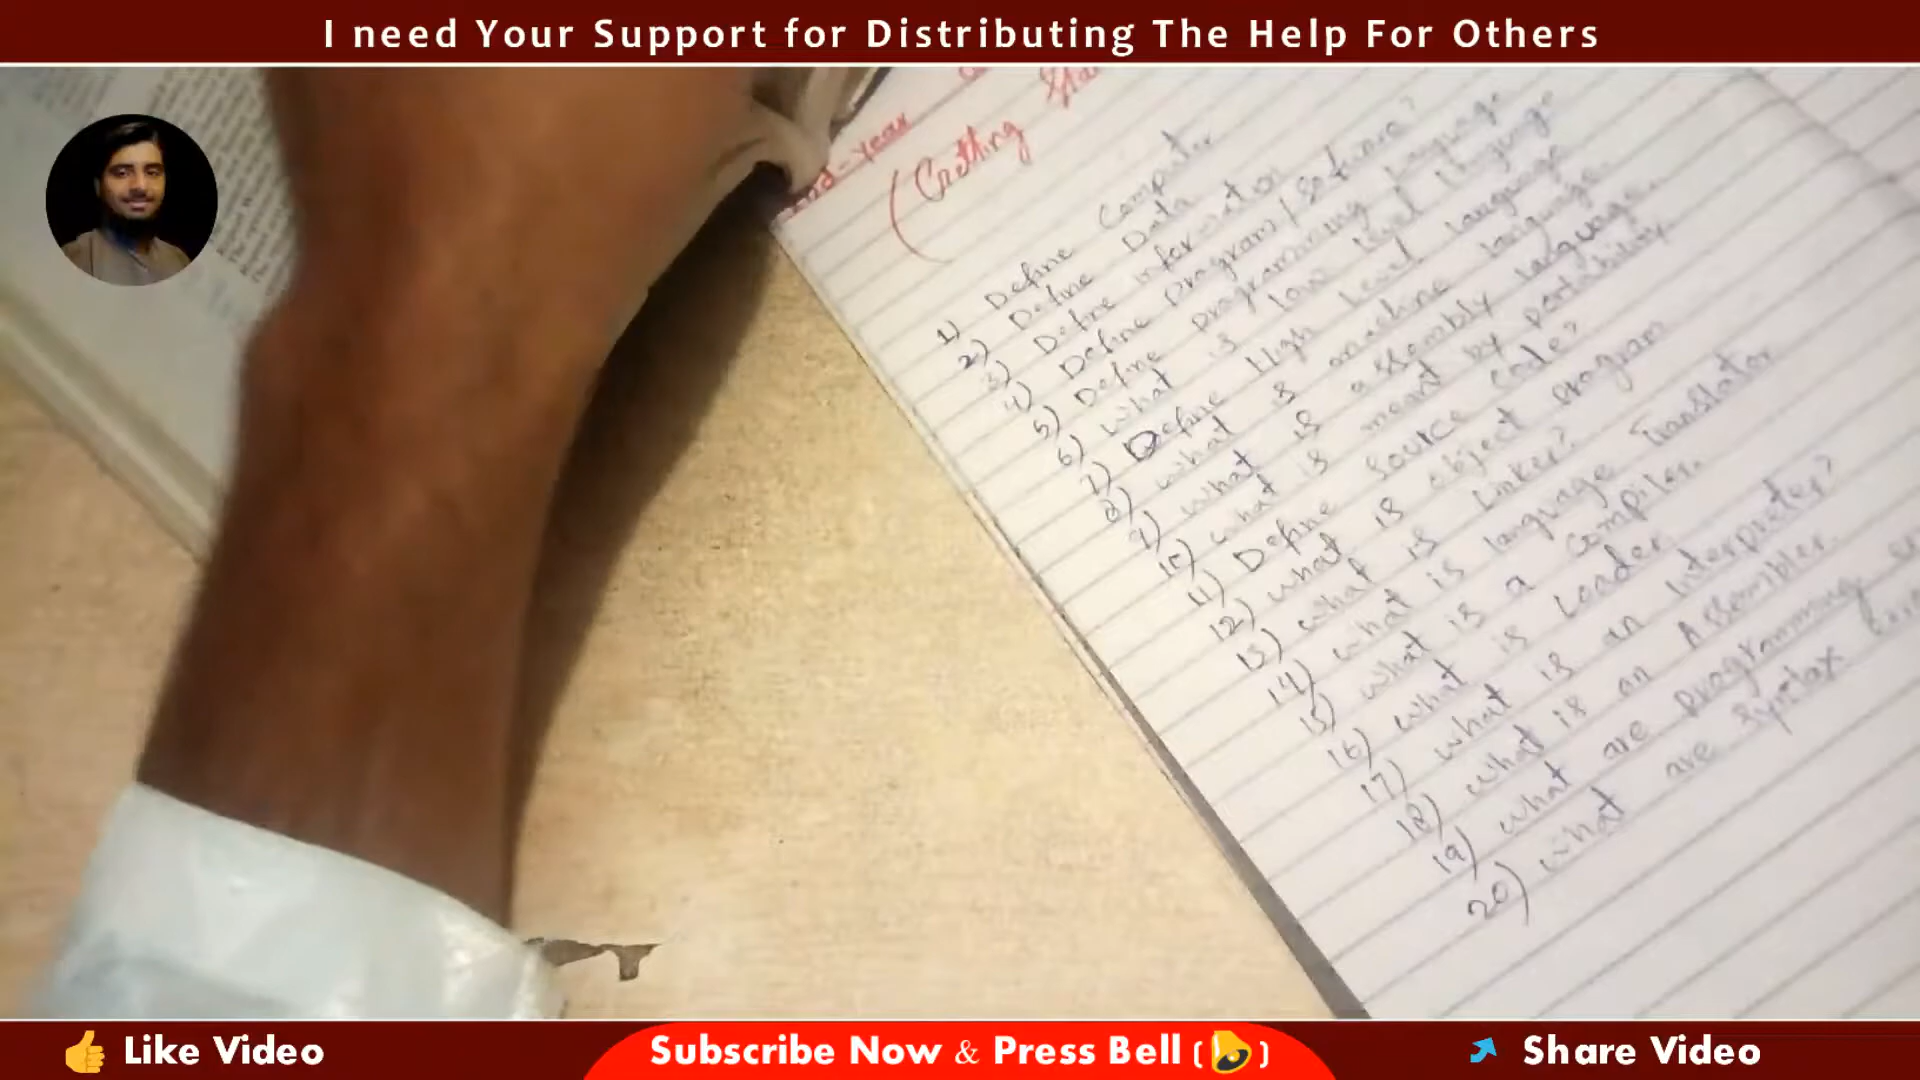 I need Your Support for Distributing The Help For Others
(Getting
1) Define Computer
2) Define Data
3) Define information
4) Define program/software?
5) Define programming language
6) what is low level language
7) Define High Level language
8) what is machine language
9) what is assembly language.
10) what is meant by portability
11) Define source code?
12) what is object program
13) what is Linker?
14) what is language Translator
15) what is a compiler.
16) what is Loader
17) what is an interpreter?
18) what is an Assembler.
19) what are programming
20) what are syntax
Like Video
Subscribe Now & Press Bell ( )
Share Video